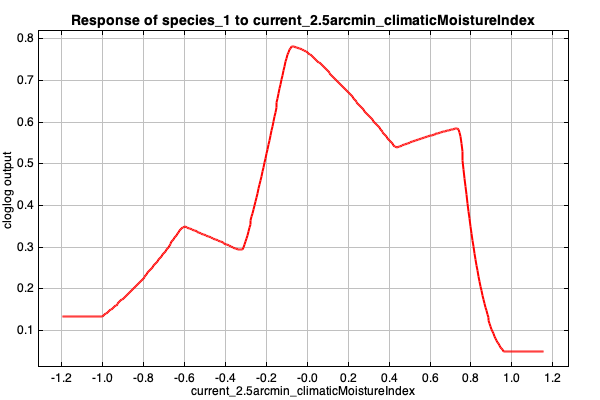 Response of species_1 to current_2.5arcmin_climaticMoistureIndex
cloglog output
0.8
0.7
0.6
0.5
0.4
0.3
0.2
0.1
-1.2 -1.0 -0.8 -0.6 -0.4 -0.2 -0.0 0.2 0.4 0.6 0.8 1.0 1.2
current_2.5arcmin_climaticMoistureIndex